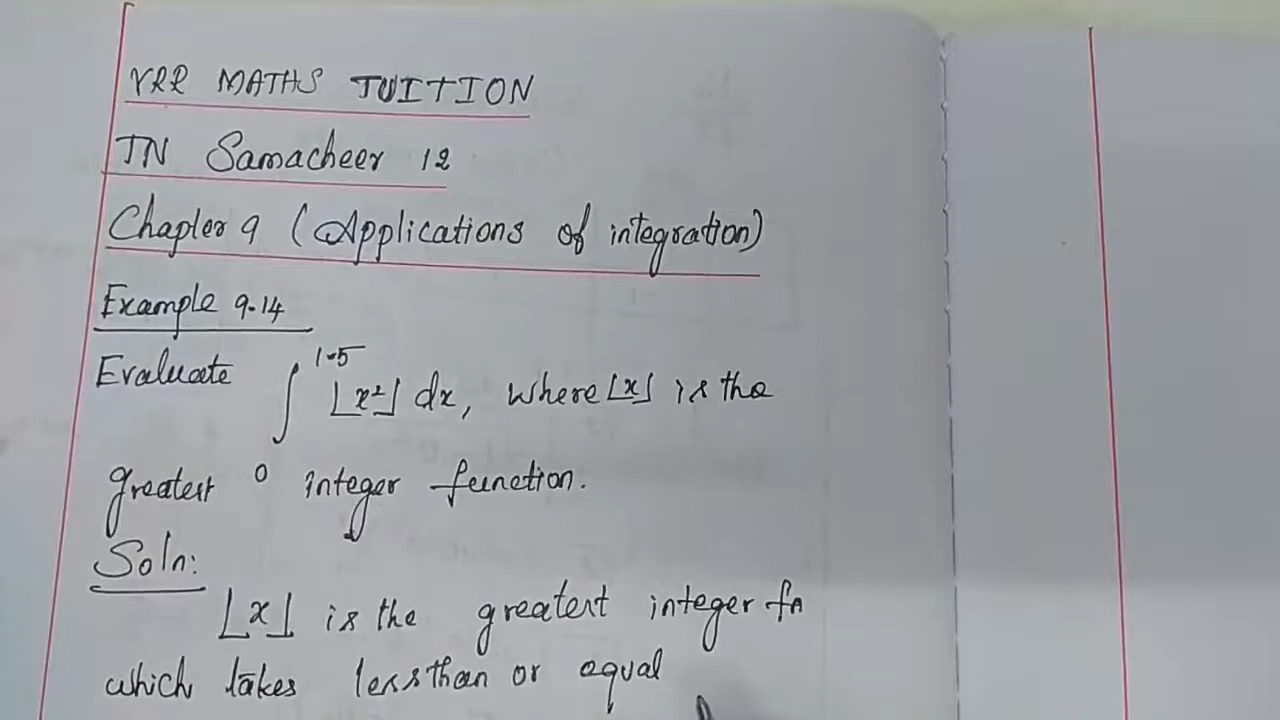 VRR MATHS TUITION
TN Samacheer 12
Chapter 9 (Applications of integration)
Example 9.14
Evaluate ∫₀^1.5 ⌊x²⌋ dx, where ⌊x⌋ is the
greatest integer function.
Soln:
⌊x⌋ is the greatest integer fn
which takes less than or equal